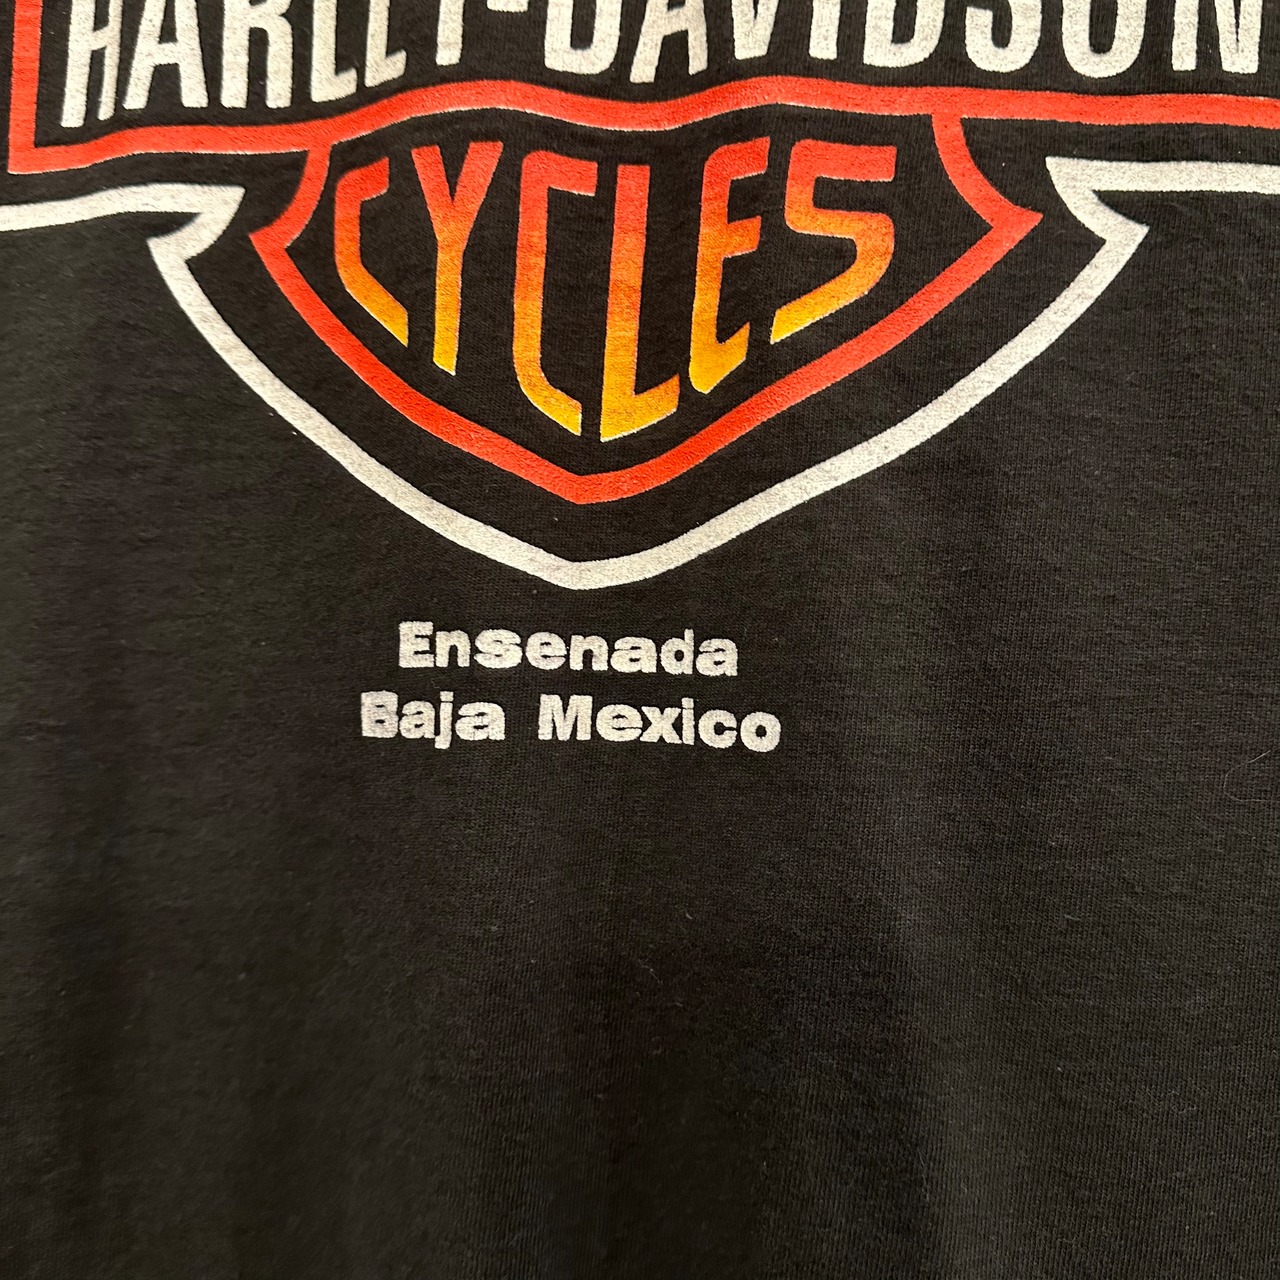 HARLEY-DAVIDSON
CYCLES
Ensenada
Baja Mexico